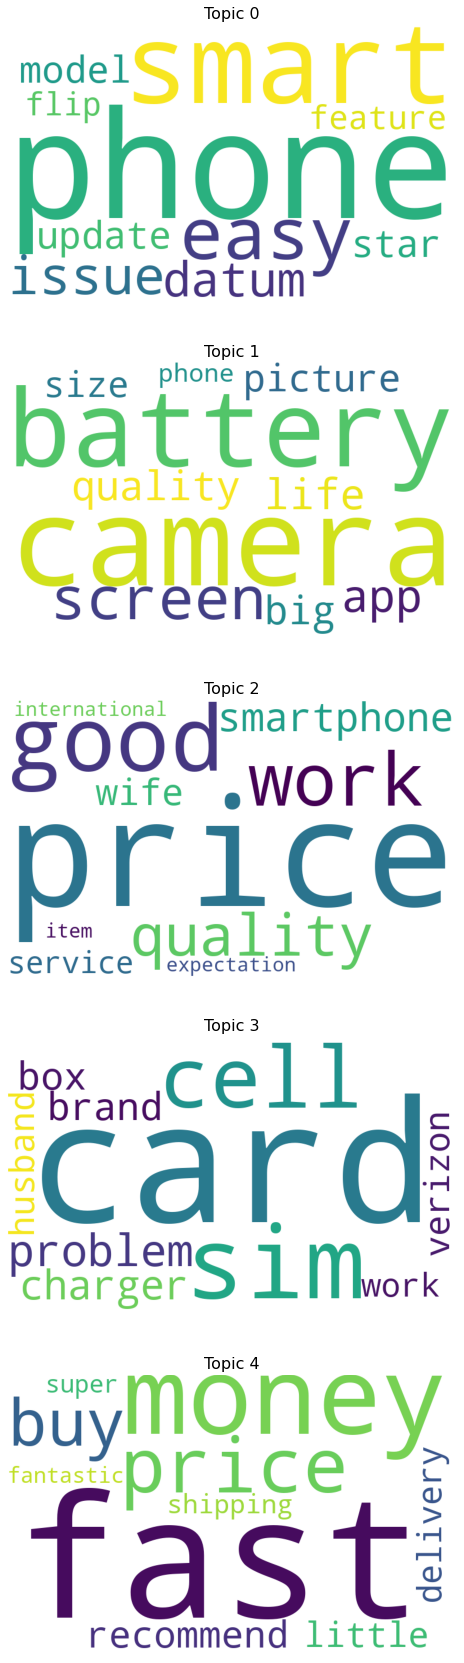 Topic 0
smart
model
flip
feature
phone
update
easy
star
issue
datum
Topic 1
phone
size
picture
battery
quality
life
camera
screen
big
app
Topic 2
international
good
smartphone
wife
work
price
item
quality
service
expectation
Topic 3
box
cell
brand
husband
card
verizon
problem
sim
charger
work
Topic 4
super
money
buy
price
fantastic
shipping
fast
delivery
recommend
little